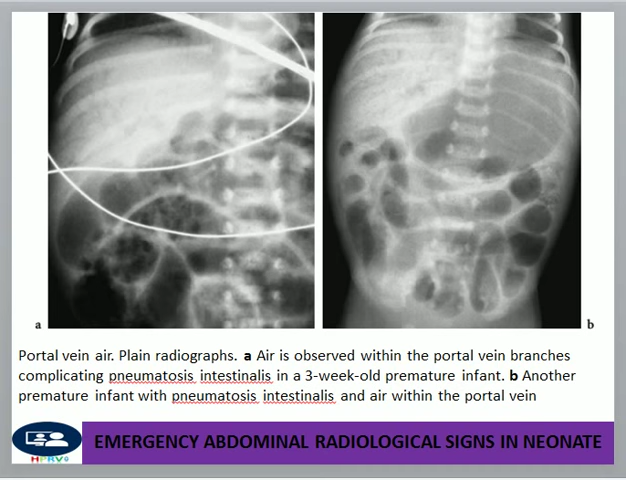 a
b
Portal vein air. Plain radiographs. a Air is observed within the portal vein branches
complicating pneumatosis intestinalis in a 3-week-old premature infant. b Another
premature infant with pneumatosis intestinalis and air within the portal vein
HPRV
EMERGENCY ABDOMINAL RADIOLOGICAL SIGNS IN NEONATE